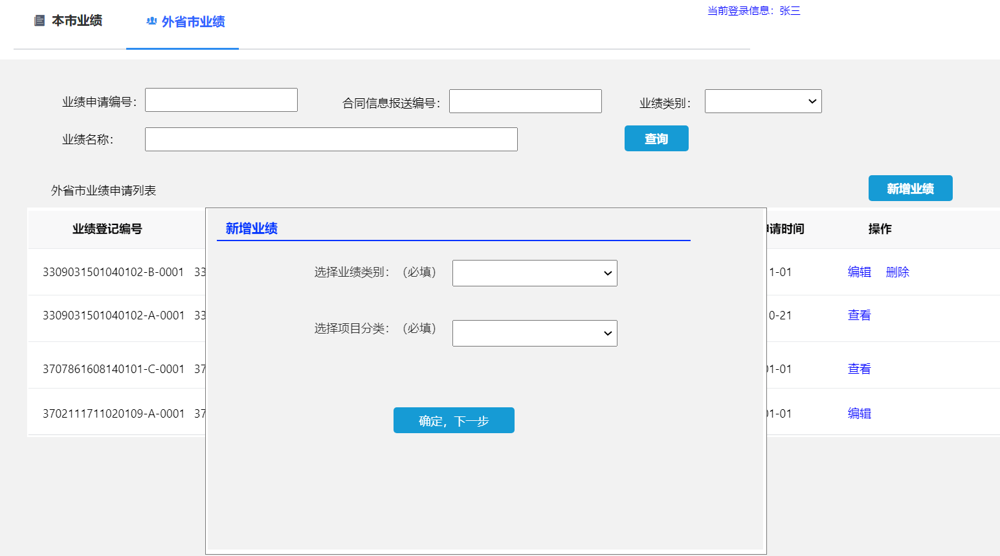 本市业绩
外省市业绩
当前登录信息：张三
业绩申请编号：
合同信息报送编号：
业绩类别：
业绩名称：
查询
外省市业绩申请列表
新增业绩
业绩登记编号
请时间
操作
新增业绩
3309031501040102-B-0001 33
1-01
编辑 删除
选择业绩类别：（必填）
3309031501040102-A-0001 33
0-21
查看
选择项目分类：（必填）
3707861608140101-C-0001 37
01-01
查看
3702111711020109-A-0001 37
01-01
编辑
确定，下一步